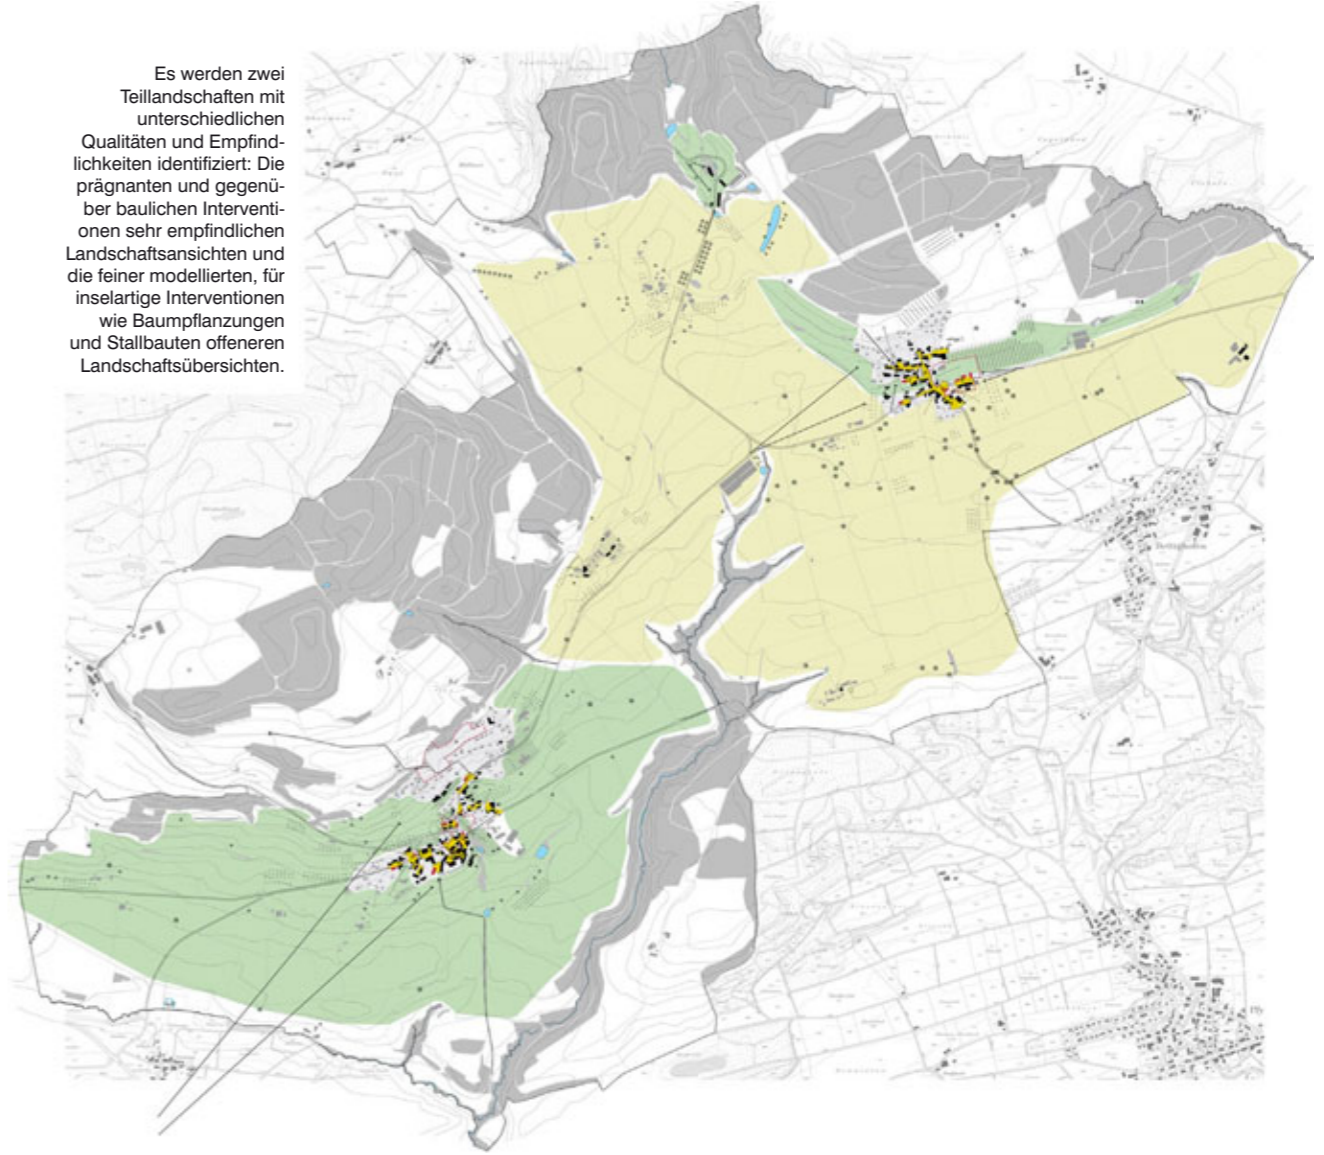 Es werden zwei
Teillandschaften mit
unterschiedlichen
Qualitäten und Empfind-
lichkeiten identifiziert: Die
prägnanten und gegenü-
ber baulichen Interventi-
onen sehr empfindlichen
Landschaftsansichten und
die feiner modellierten, für
inselartige Interventionen
wie Baumpflanzungen
und Stallbauten offeneren
Landschaftsübersichten.